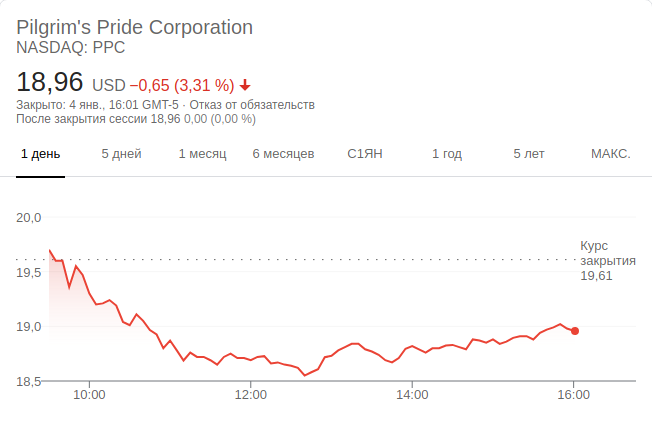 Pilgrim's Pride Corporation
NASDAQ: PPC
18,96 USD −0,65 (3,31 %)
Закрыто: 4 янв., 16:01 GMT-5 · Отказ от обязательств
После закрытия сессии 18,96 0,00 (0,00 %)
1 день 5 дней 1 месяц 6 месяцев С1ЯН 1 год 5 лет МАКС.
20,0
Курс
закрытия
19,61
19,5
19,0
18,5
10:00 12:00 14:00 16:00